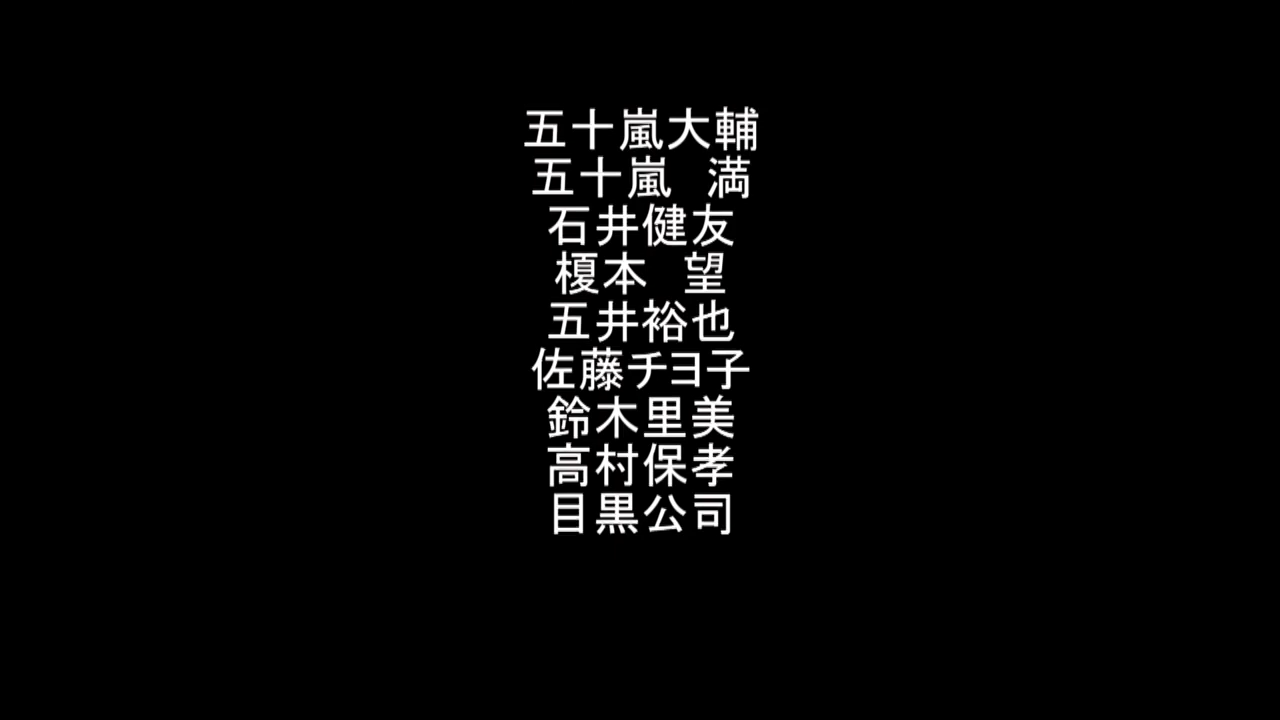 五十嵐大輔
五十嵐　満
石井健友
榎本　望
五井裕也
佐藤チヨ子
鈴木里美
高村保孝
目黒公司